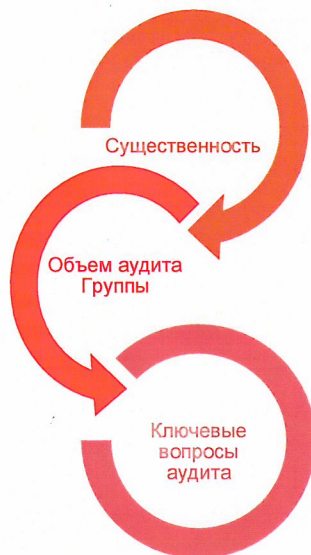 Существенность
Объем аудита
Группы
Ключевые
вопросы
аудита